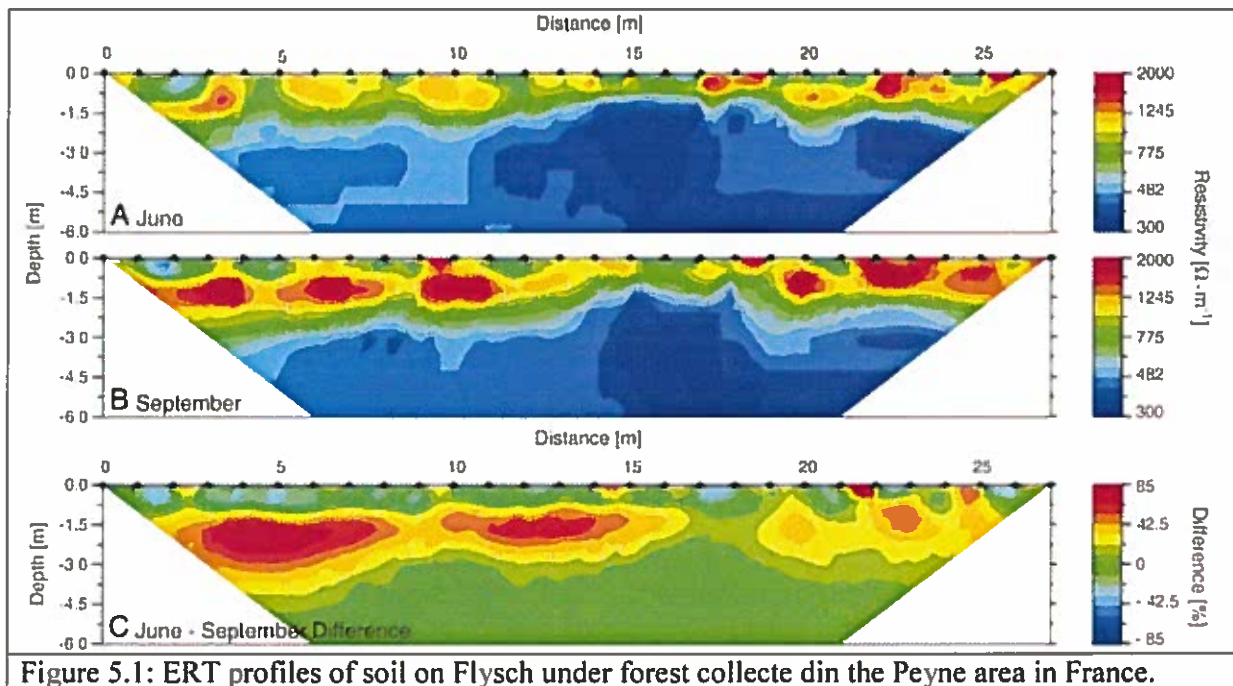 Distance [m]
0 5 10 15 20 25
0.0
-1.5
-3.0
-4.5
-6.0
A June
2000
1245
775
482
300
0.0
-1.5
-3.0
-4.5
-6.0
B September
2000
1245
775
482
300
Depth [m]
Resistivity [Ω · m⁻¹]
Distance [m]
0 5 10 15 20 25
0.0
-1.5
-3.0
-4.5
-6.0
Depth [m]
C June - September Difference
85
42.5
0
- 42.5
- 85
Difference [%]
Figure 5.1: ERT profiles of soil on Flysch under forest collecte din the Peyne area in France.